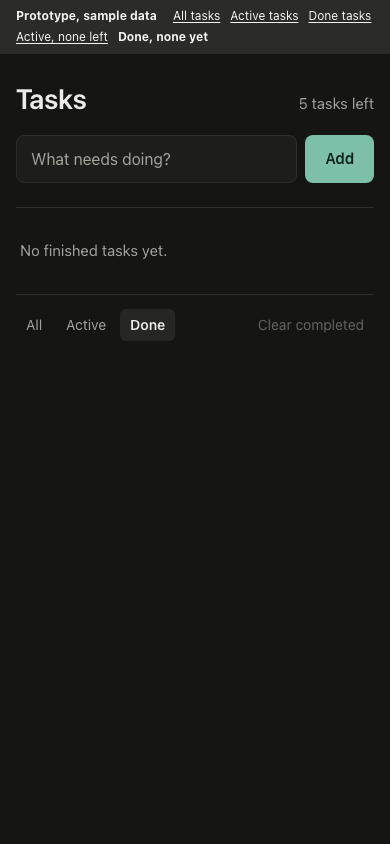 Prototype, sample data All tasks Active tasks Done tasks
Active, none left Done, none yet
Tasks 5 tasks left
What needs doing? Add
No finished tasks yet.
All Active Done Clear completed